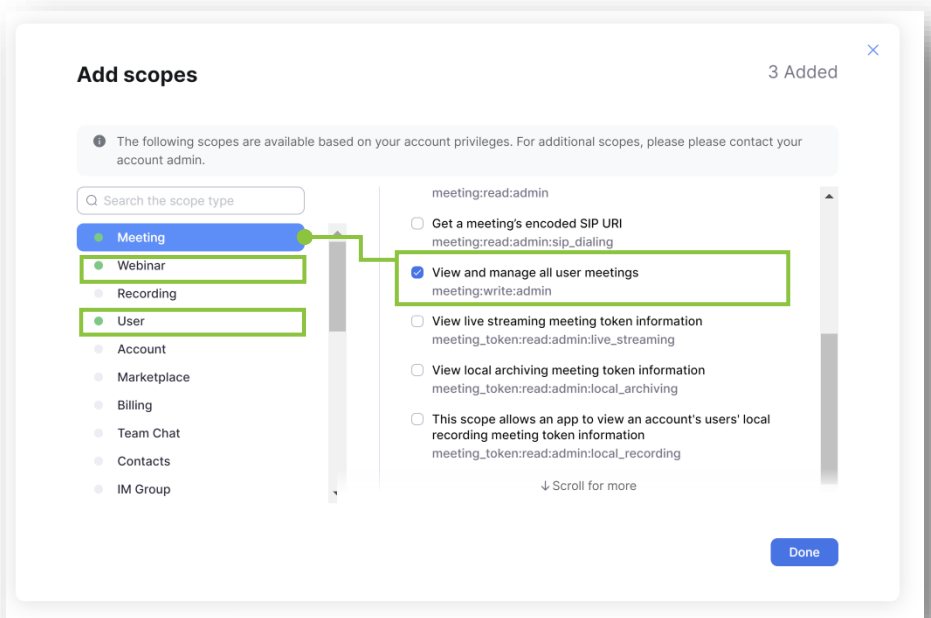 Add scopes
3 Added
The following scopes are available based on your account privileges. For additional scopes, please please contact your
account admin.
Search the scope type
Meeting
Webinar
Recording
User
Account
Marketplace
Billing
Team Chat
Contacts
IM Group
meeting:read:admin
Get a meeting's encoded SIP URI
meeting:read:admin:sip_dialing
View and manage all user meetings
meeting:write:admin
View live streaming meeting token information
meeting_token:read:admin:live_streaming
View local archiving meeting token information
meeting_token:read:admin:local_archiving
This scope allows an app to view an account's users' local
recording meeting token information
meeting_token:read:admin:local_recording
Scroll for more
Done